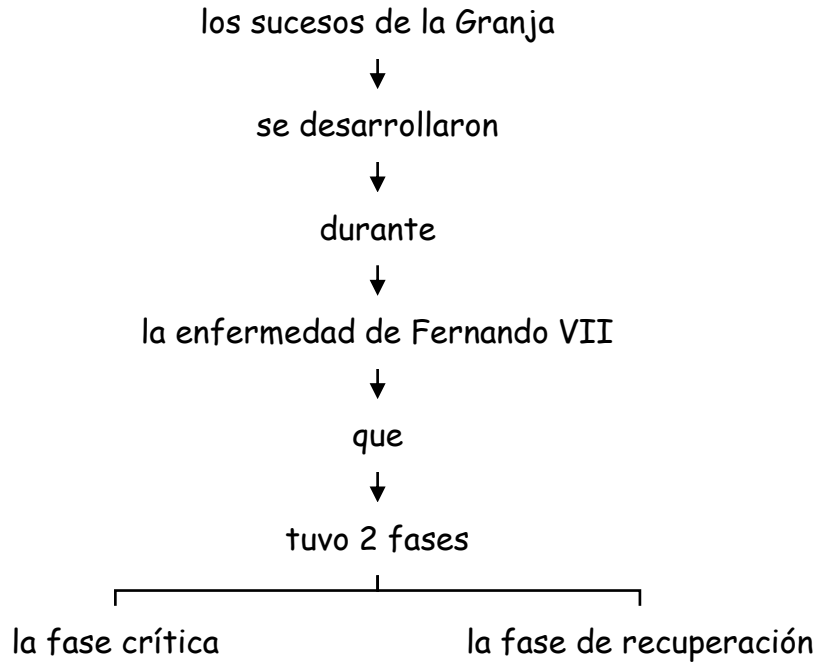 los sucesos de la Granja
se desarrollaron
durante
la enfermedad de Fernando VII
que
tuvo 2 fases
la fase crítica
la fase de recuperación